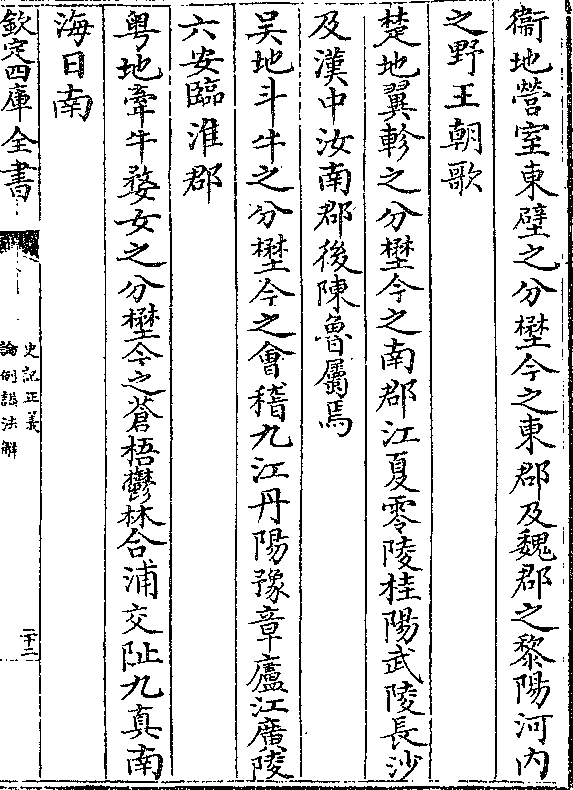 衞地營室東壁之分壄今之東郡及魏郡之黎陽河内
之野王朝歌
楚地翼軫之分壄今之南郡江夏零陵桂陽武陵長沙
及漢中汝南郡後陳魯屬焉
吴地斗牛之分壄今之會稽九江丹陽豫章廬江廣陵
六安臨淮郡
粤地牽牛婺女之分壄今之蒼梧鬱林合浦交阯九真南
海日南
欽定四庫全書
史記正義
論例諡法解
二十二